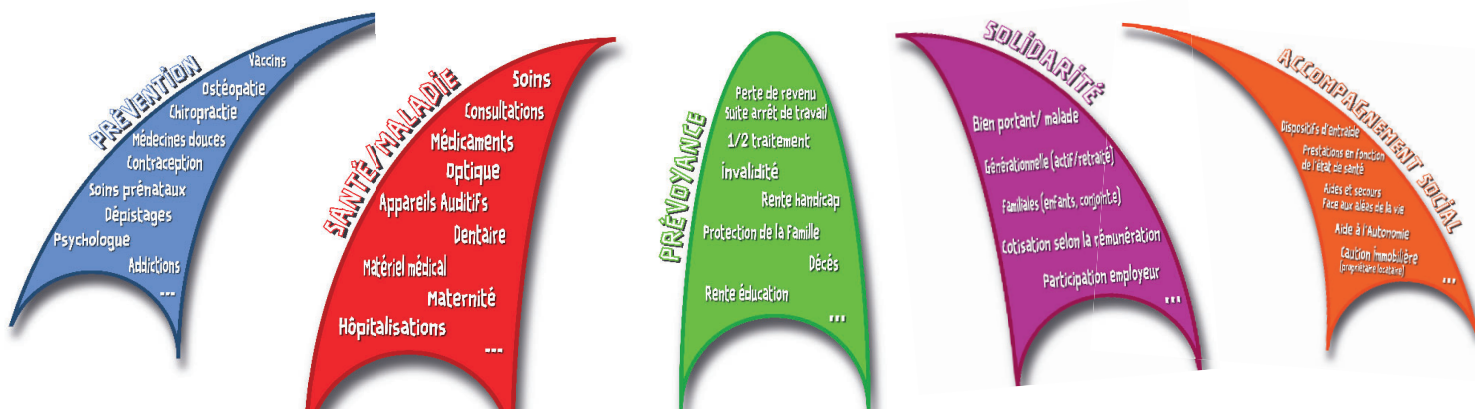 PRÉVENTION
Vaccins
Ostéopatie
Chiropractie
Médecines douces
Contraception
Soins prénataux
Dépistages
Psychologue
Addictions
...
SANTÉ/MALADIE
Soins
Consultations
Médicaments
Optique
Appareils Auditifs
Dentaire
Matériel médical
Maternité
Hôpitalisations
...
PRÉVOYANCE
Perte de revenu
Suite arrêt de travail
1/2 traitement
invalidité
Rente handicap
Protection de la Famille
Décés
Rente éducation
...
SOLIDARITÉ
Bien portant/ malade
Générationnelle (actif/retraité)
Familiales (enfants, conjoint.e)
Cotisation selon la rémunération
Participation employeur
...
ACCOMPAGNEMENT SOCIAL
Dispositifs d'entraide
Prestations en fonction
de l'état de santé
Aides et secours
Face aux aléas de la vie
Aide à l'Autonomie
Caution immobilière
(propriétaire locataire)
...